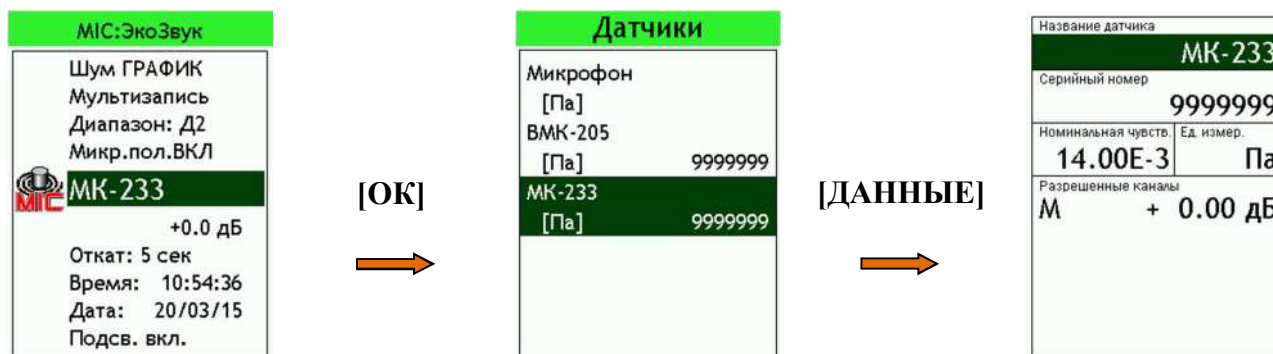 MIC:ЭкоЗвук
Шум ГРАФИК
Мультизапись
Диапазон: Д2
Микр.пол.ВКЛ
MIC
МК-233
+0.0 дБ
Откат: 5 сек
Время: 10:54:36
Дата: 20/03/15
Подсв. вкл.
[ОК]
Датчики
Микрофон
[Па]
ВМК-205
[Па] 9999999
МК-233
[Па] 9999999
[ДАННЫЕ]
Название датчика
МК-233
Серийный номер
9999999
Номинальная чувств. Ед. измер.
14.00E-3 Па
Разрешенные каналы
М + 0.00 дБ